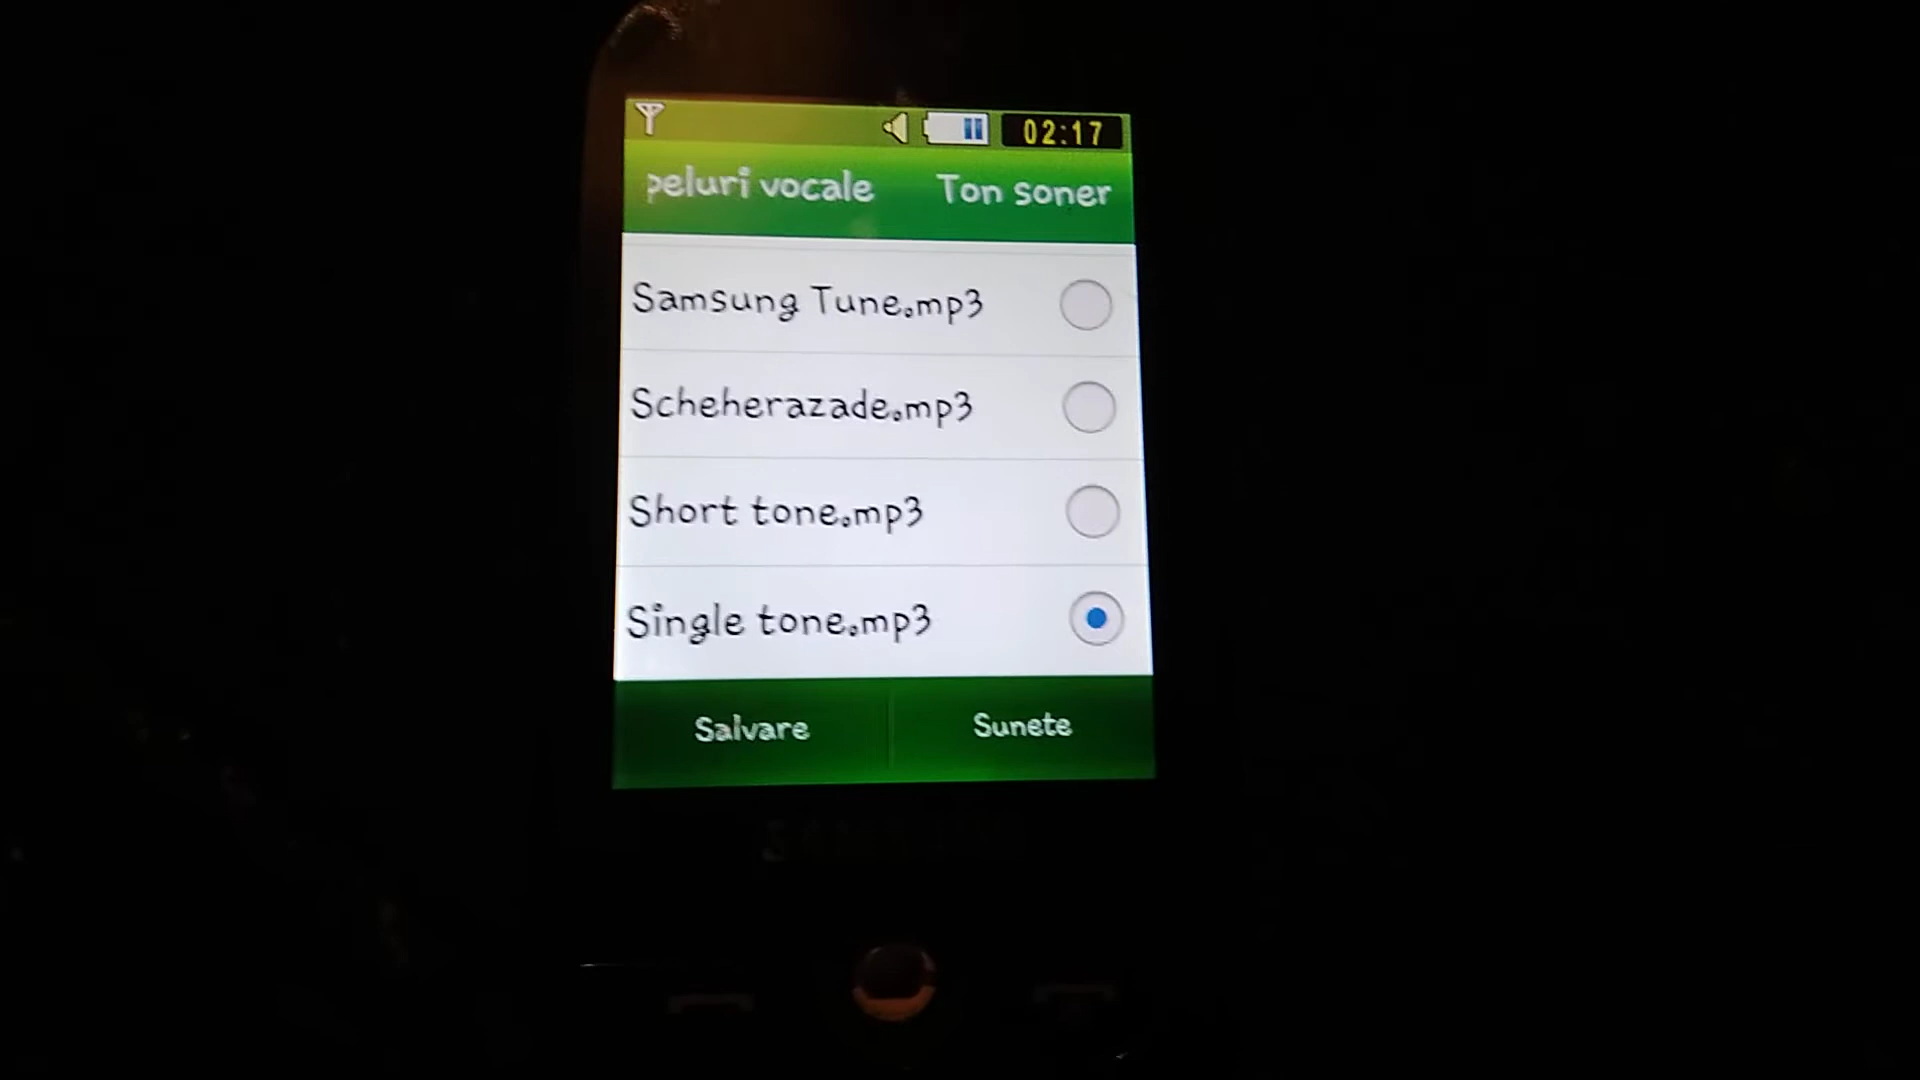 02:17
peluri vocale Ton soner
Samsung Tune.mp3
Scheherazade.mp3
Short tone.mp3
Single tone.mp3
Salvare Sunete